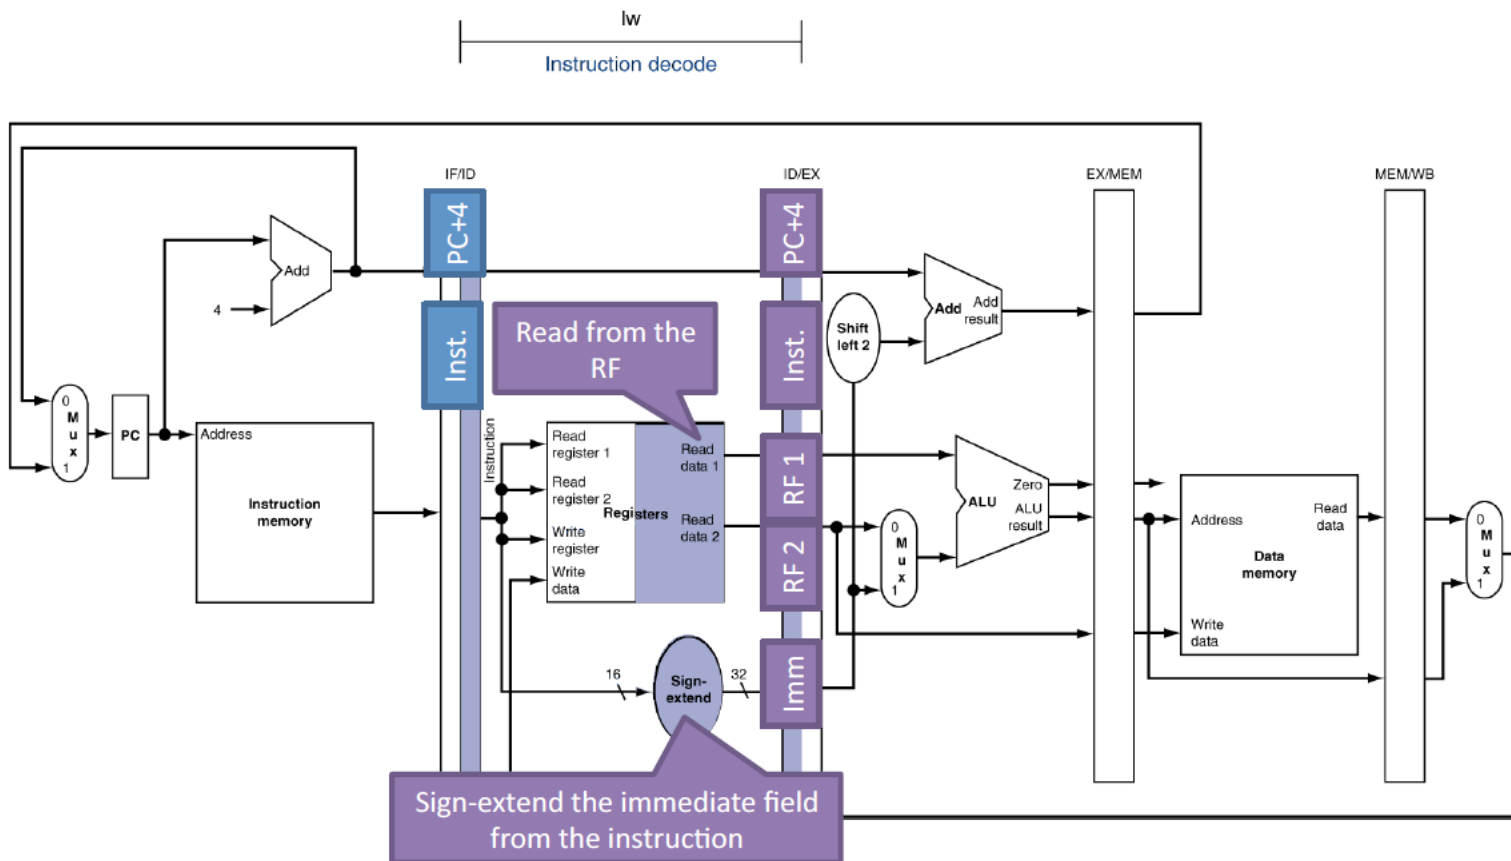 lw
Instruction decode
IF/ID
ID/EX
EX/MEM
MEM/WB
PC+4
PC+4
Add
4
Inst.
Inst.
Read from the
RF
Shift
left 2
Add
Add
result
0
M
u
x
1
PC
Address
Instruction
memory
Instruction
Read
register 1
Read
register 2
Write
register
Write
data
Registers
Read
data 1
Read
data 2
RF 1
RF 2
0
M
u
x
1
Zero
ALU
ALU
result
Address
Read
data
Data
memory
Write
data
0
M
u
x
1
16
Sign-
extend
32
Imm
Sign-extend the immediate field
from the instruction